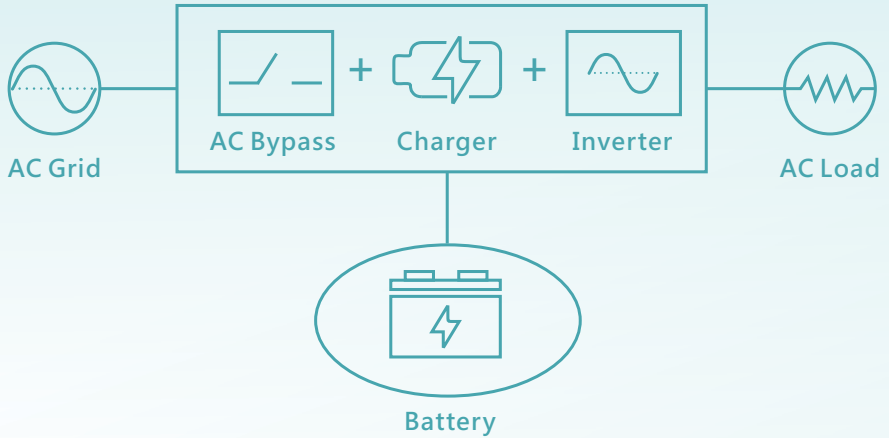 + +
AC Bypass Charger Inverter
AC Grid AC Load
Battery